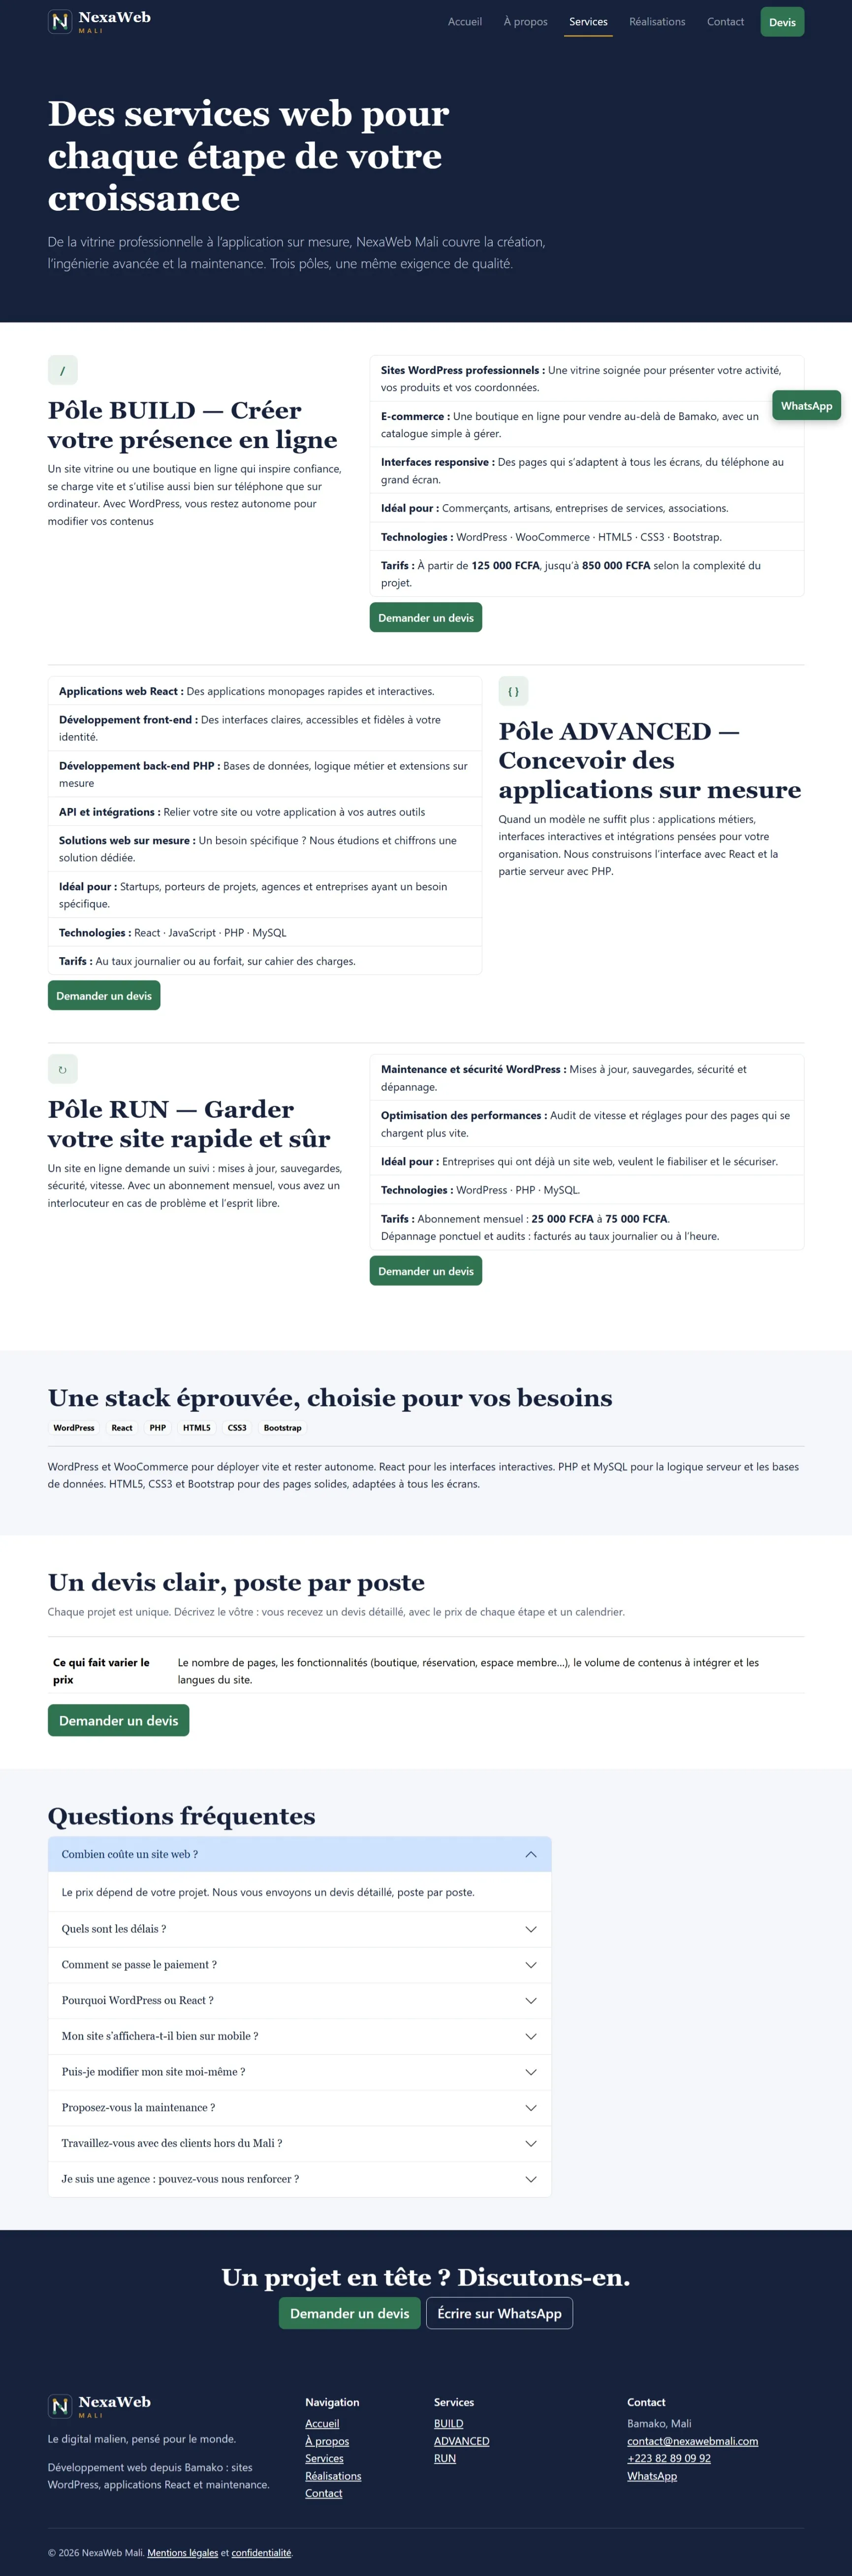 NexaWeb
MALI
Accueil
À propos
Services
Réalisations
Contact
Devis
Des services web pour
chaque étape de votre
croissance
De la vitrine professionnelle à l'application sur mesure, NexaWeb Mali couvre la création,
l'ingénierie avancée et la maintenance. Trois pôles, une même exigence de qualité.
/
Pôle BUILD — Créer
votre présence en ligne
Un site vitrine ou une boutique en ligne qui inspire confiance,
se charge vite et s'utilise aussi bien sur téléphone que sur
ordinateur. Avec WordPress, vous restez autonome pour
modifier vos contenus
Sites WordPress professionnels : Une vitrine soignée pour présenter votre activité,
vos produits et vos coordonnées.
E-commerce : Une boutique en ligne pour vendre au-delà de Bamako, avec un
catalogue simple à gérer.
Interfaces responsive : Des pages qui s'adaptent à tous les écrans, du téléphone au
grand écran.
Idéal pour : Commerçants, artisans, entreprises de services, associations.
Technologies : WordPress · WooCommerce · HTML5 · CSS3 · Bootstrap.
Tarifs : À partir de 125 000 FCFA, jusqu'à 850 000 FCFA selon la complexité du
projet.
Demander un devis
WhatsApp
Applications web React : Des applications monopages rapides et interactives.
Développement front-end : Des interfaces claires, accessibles et fidèles à votre
identité.
Développement back-end PHP : Bases de données, logique métier et extensions sur
mesure
API et intégrations : Relier votre site ou votre application à vos autres outils
Solutions web sur mesure : Un besoin spécifique ? Nous étudions et chiffrons une
solution dédiée.
Idéal pour : Startups, porteurs de projets, agences et entreprises ayant un besoin
spécifique.
Technologies : React · JavaScript · PHP · MySQL
Tarifs : Au taux journalier ou au forfait, sur cahier des charges.
Demander un devis
{ }
Pôle ADVANCED —
Concevoir des
applications sur mesure
Quand un modèle ne suffit plus : applications métiers,
interfaces interactives et intégrations pensées pour votre
organisation. Nous construisons l'interface avec React et la
partie serveur avec PHP.
↻
Pôle RUN — Garder
votre site rapide et sûr
Un site en ligne demande un suivi : mises à jour, sauvegardes,
sécurité, vitesse. Avec un abonnement mensuel, vous avez un
interlocuteur en cas de problème et l'esprit libre.
Maintenance et sécurité WordPress : Mises à jour, sauvegardes, sécurité et
dépannage.
Optimisation des performances : Audit de vitesse et réglages pour des pages qui se
chargent plus vite.
Idéal pour : Entreprises qui ont déjà un site web, veulent le fiabiliser et le sécuriser.
Technologies : WordPress · PHP · MySQL.
Tarifs : Abonnement mensuel : 25 000 FCFA à 75 000 FCFA.
Dépannage ponctuel et audits : facturés au taux journalier ou à l'heure.
Demander un devis
Une stack éprouvée, choisie pour vos besoins
WordPress
React
PHP
HTML5
CSS3
Bootstrap
WordPress et WooCommerce pour déployer vite et rester autonome. React pour les interfaces interactives. PHP et MySQL pour la logique serveur et les bases
de données. HTML5, CSS3 et Bootstrap pour des pages solides, adaptées à tous les écrans.
Un devis clair, poste par poste
Chaque projet est unique. Décrivez le vôtre : vous recevez un devis détaillé, avec le prix de chaque étape et un calendrier.
Ce qui fait varier le
prix
Le nombre de pages, les fonctionnalités (boutique, réservation, espace membre…), le volume de contenus à intégrer et les
langues du site.
Demander un devis
Questions fréquentes
Combien coûte un site web ?
Le prix dépend de votre projet. Nous vous envoyons un devis détaillé, poste par poste.
Quels sont les délais ?
Comment se passe le paiement ?
Pourquoi WordPress ou React ?
Mon site s'affichera-t-il bien sur mobile ?
Puis-je modifier mon site moi-même ?
Proposez-vous la maintenance ?
Travaillez-vous avec des clients hors du Mali ?
Je suis une agence : pouvez-vous nous renforcer ?
Un projet en tête ? Discutons-en.
Demander un devis
Écrire sur WhatsApp
NexaWeb
MALI
Le digital malien, pensé pour le monde.
Développement web depuis Bamako : sites
WordPress, applications React et maintenance.
Navigation
Accueil
À propos
Services
Réalisations
Contact
Services
BUILD
ADVANCED
RUN
Contact
Bamako, Mali
contact@nexawebmali.com
+223 82 89 09 92
WhatsApp
© 2026 NexaWeb Mali. Mentions légales et confidentialité.